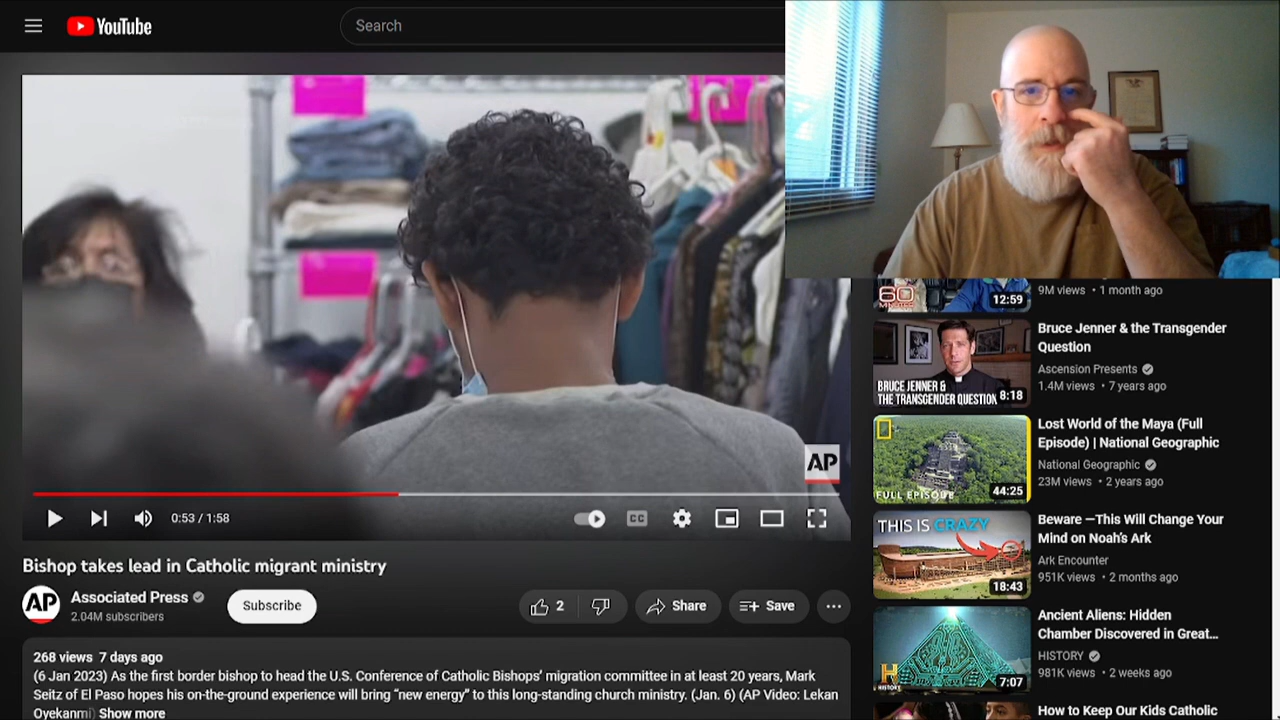 YouTube
Search
AP
0:53 / 1:58
CC
Bishop takes lead in Catholic migrant ministry
AP
Associated Press
2.04M subscribers
Subscribe
2
Share
Save
268 views 7 days ago
(6 Jan 2023) As the first border bishop to head the US Conference of Catholic Bishops' migration committee in at least 20 years, Mark
Seitz of El Paso hopes his on-the-ground experience will bring "new energy" to this long-standing church ministry. (Jan. 6) (AP Video: Lekan
Oyekanmi) Show more
60
12:59
9M views • 1 month ago
BRUCE JENNER &
THE TRANSGENDER QUESTION
8:18
Bruce Jenner & the Transgender
Question
Ascension Presents
1.4M views • 7 years ago
FULL EPISODE
44:25
Lost World of the Maya (Full
Episode) | National Geographic
National Geographic
23M views • 2 years ago
THIS IS CRAZY
18:43
Beware —This Will Change Your
Mind on Noah's Ark
Ark Encounter
951K views • 2 months ago
H
HISTORY
7:07
Ancient Aliens: Hidden
Chamber Discovered in Great...
HISTORY
981K views • 2 weeks ago
How to Keep Our Kids Catholic